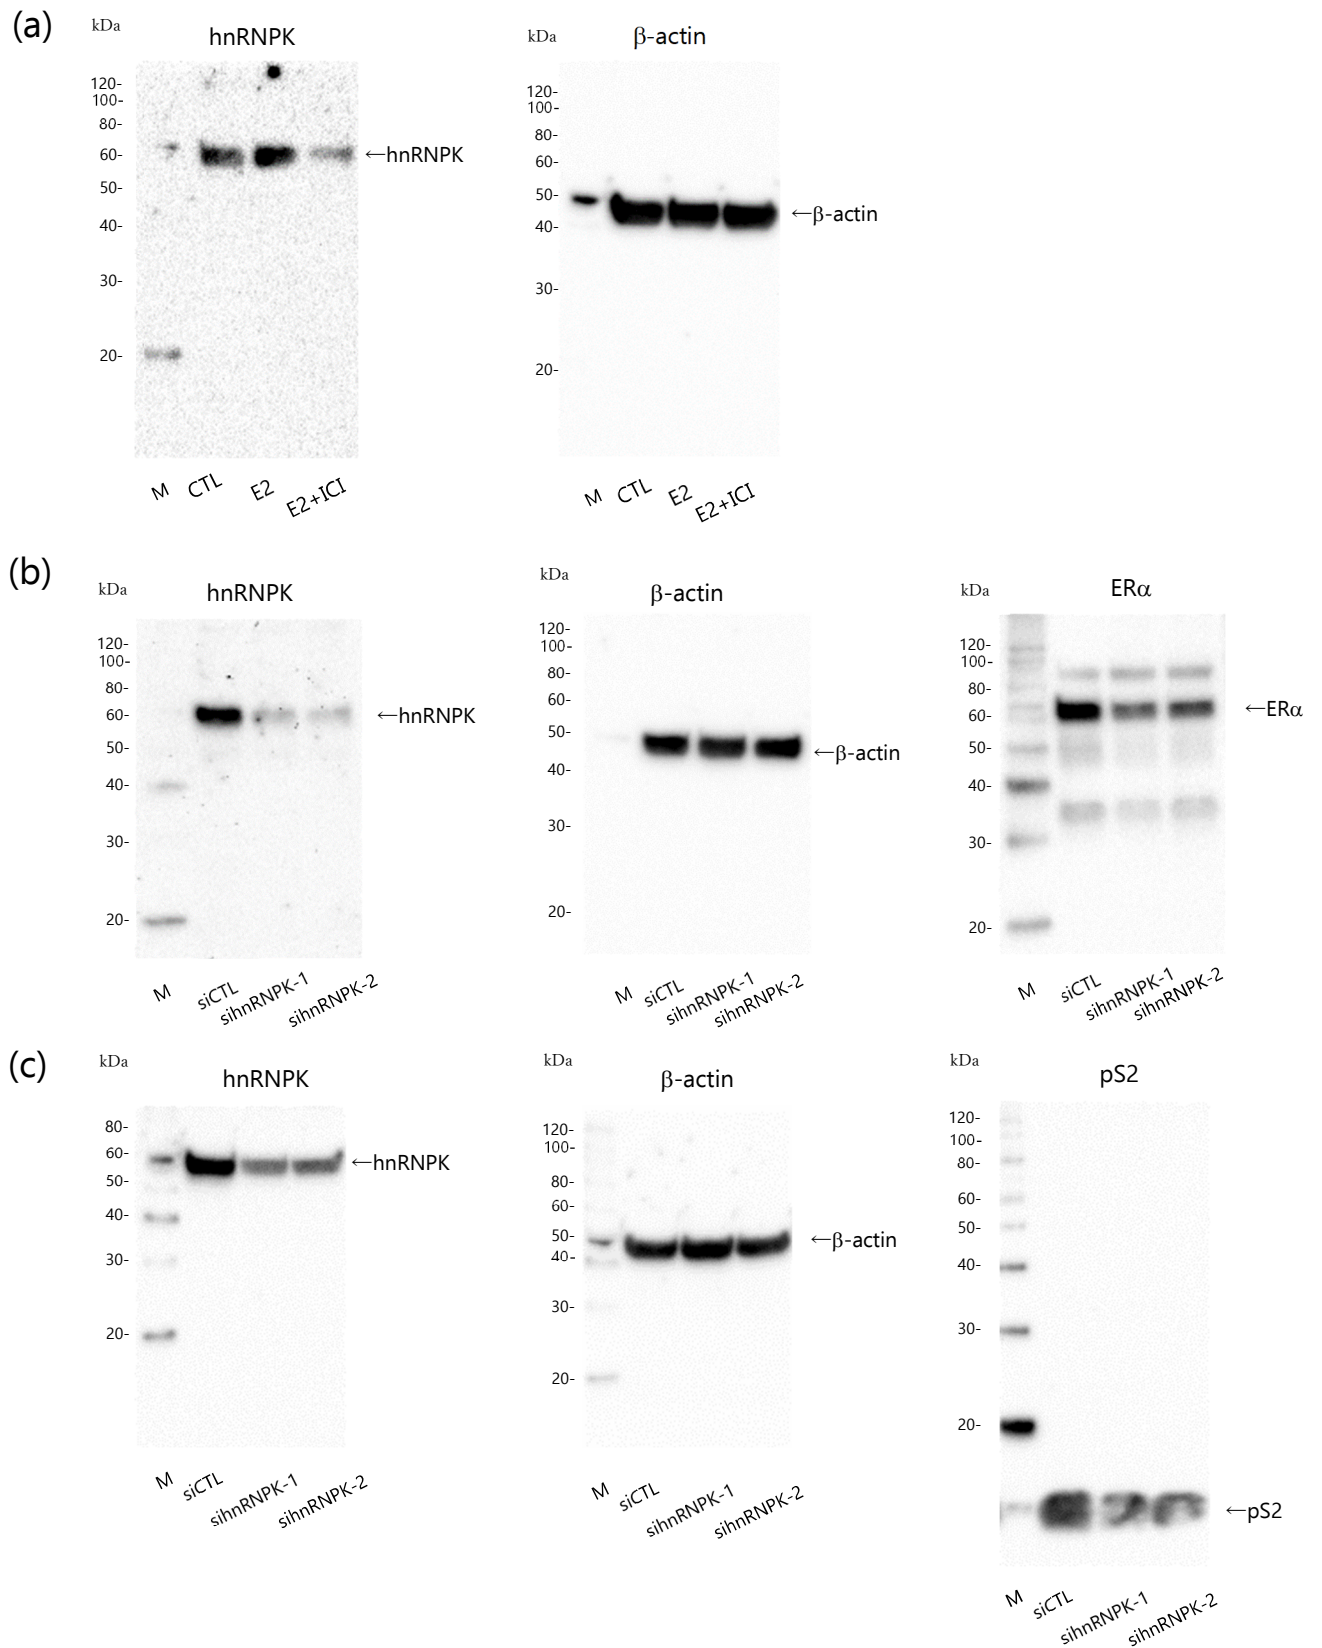 (a)
kDa
hnRNPK
120-
100-
80-
60-
50-
40-
30-
20-
←hnRNPK
M CTL E2 E2+ICI
kDa
β-actin
120-
100-
80-
60-
50-
40-
30-
20-
←β-actin
M CTL E2 E2+ICI
(b)
kDa
hnRNPK
120-
100-
80-
60-
50-
40-
30-
20-
←hnRNPK
M siCTL sihnRNPK-1 sihnRNPK-2
kDa
β-actin
120-
100-
80-
60-
50-
40-
30-
20-
←β-actin
M siCTL sihnRNPK-1 sihnRNPK-2
kDa
ERα
120-
100-
80-
60-
50-
40-
30-
20-
←ERα
M siCTL sihnRNPK-1 sihnRNPK-2
(c)
kDa
hnRNPK
80-
60-
50-
40-
30-
20-
←hnRNPK
M siCTL sihnRNPK-1 sihnRNPK-2
kDa
β-actin
120-
100-
80-
60-
50-
40-
30-
20-
←β-actin
M siCTL sihnRNPK-1 sihnRNPK-2
kDa
pS2
120-
100-
80-
60-
50-
40-
30-
20-
←pS2
M siCTL sihnRNPK-1 sihnRNPK-2